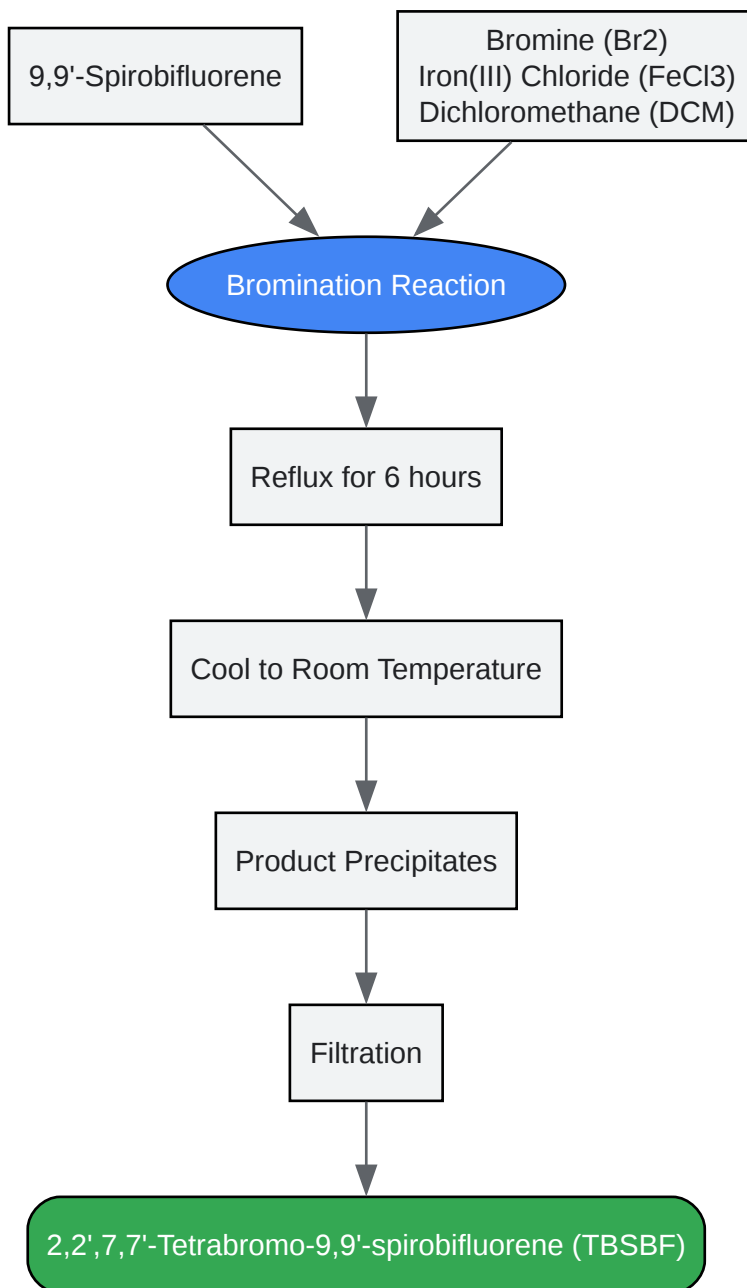 9,9'-Spirobifluorene
Bromine (Br2)
Iron(III) Chloride (FeCl3)
Dichloromethane (DCM)
Bromination Reaction
Reflux for 6 hours
Cool to Room Temperature
Product Precipitates
Filtration
2,2',7,7'-Tetrabromo-9,9'-spirobifluorene (TBSBF)